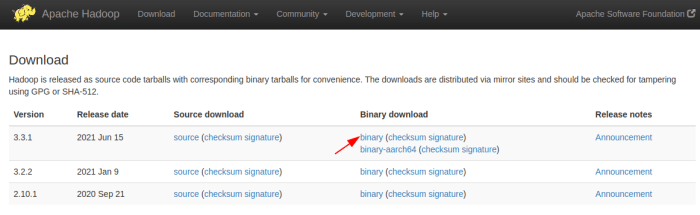 Apache Hadoop Download Documentation Community Development Help Apache Software Foundation
Download
Hadoop is released as source code tarballs with corresponding binary tarballs for convenience. The downloads are distributed via mirror sites and should be checked for tampering
using GPG or SHA-512.
Version Release date Source download Binary download Release notes
3.3.1 2021 Jun 15 source (checksum signature) binary (checksum signature) Announcement
binary-aarch64 (checksum signature)
3.2.2 2021 Jan 9 source (checksum signature) binary (checksum signature) Announcement
2.10.1 2020 Sep 21 source (checksum signature) binary (checksum signature) Announcement